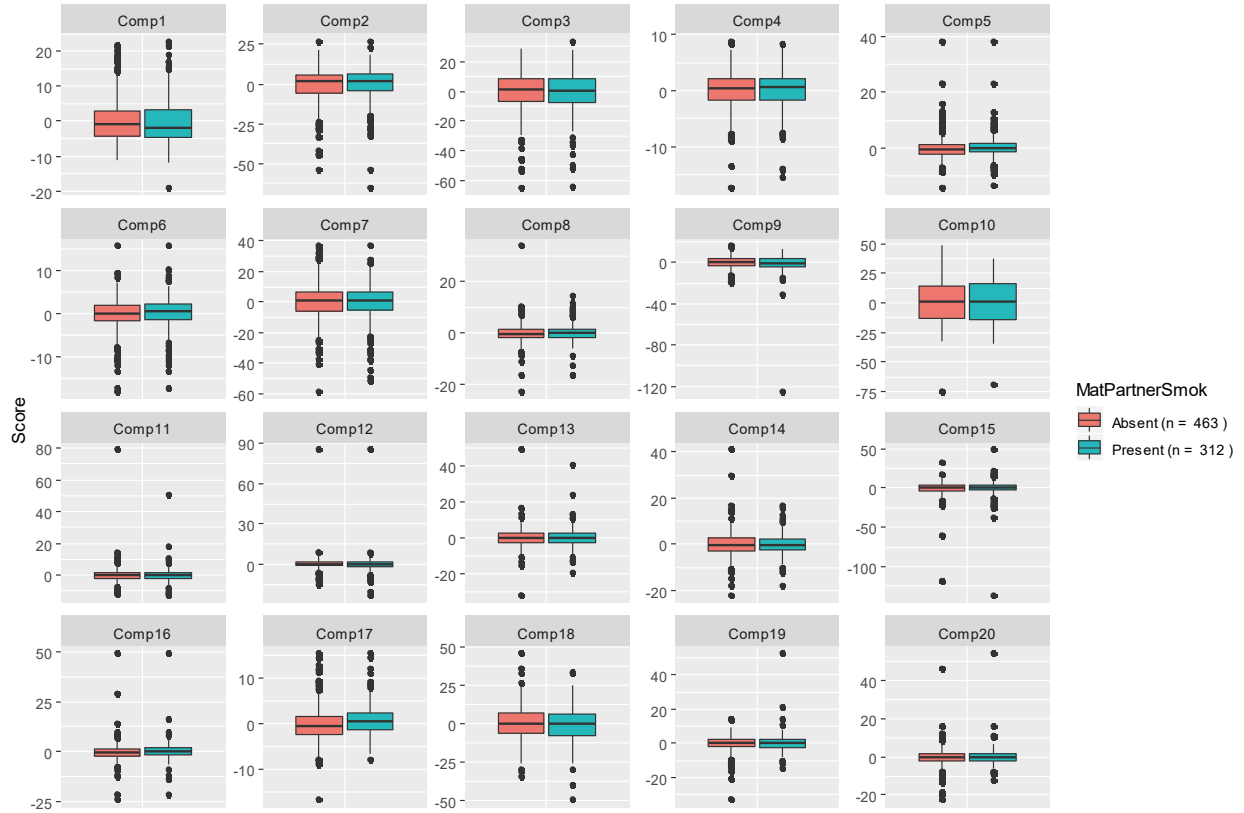 Comp1 Comp2 Comp3 Comp4 Comp5
20 10 0 -10 -20
25 0 -25 -50
20 0 -20 -40 -60
10 0 -10
40 20 0
Comp6 Comp7 Comp8 Comp9 Comp10
10 0 -10
40 20 0 -20 -40 -60
20 0 -20
0 -40 -80 -120
50 25 0 -25 -50 -75
Score
MatPartnerSmok
Absent (n = 463 )
Present (n = 312 )
Comp11 Comp12 Comp13 Comp14 Comp15
80 60 40 20 0
90 60 30 0
40 20 0 -20
40 20 0 -20
50 0 -50 -100
Comp16 Comp17 Comp18 Comp19 Comp20
50 25 0 -25
10 0 -10
50 25 0 -25 -50
40 20 0 -20
40 20 0 -20